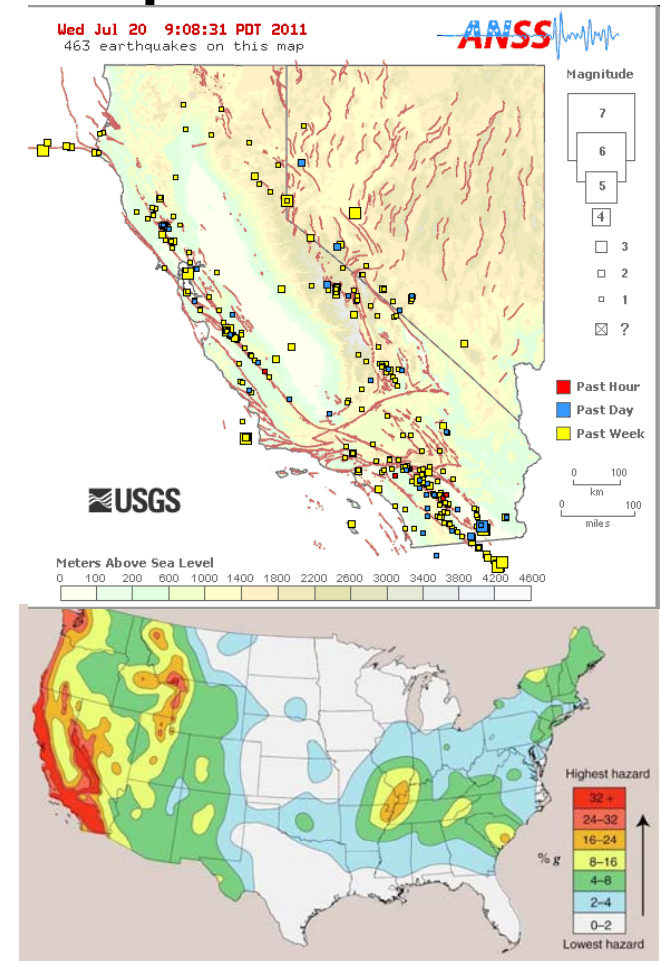 Wed Jul 20 9:08:31 PDT 2011
463 earthquakes on this map
ANSS
Magnitude
7
6
5
4
3
2
1
?
Past Hour
Past Day
Past Week
0 100
km
0 100
miles
USGS
Meters Above Sea Level
0 100 200 600 1000 1400 1800 2200 2600 3000 3400 3800 4200 4600
Highest hazard
32 +
24–32
16–24
% g
8–16
4–8
2–4
0–2
Lowest hazard